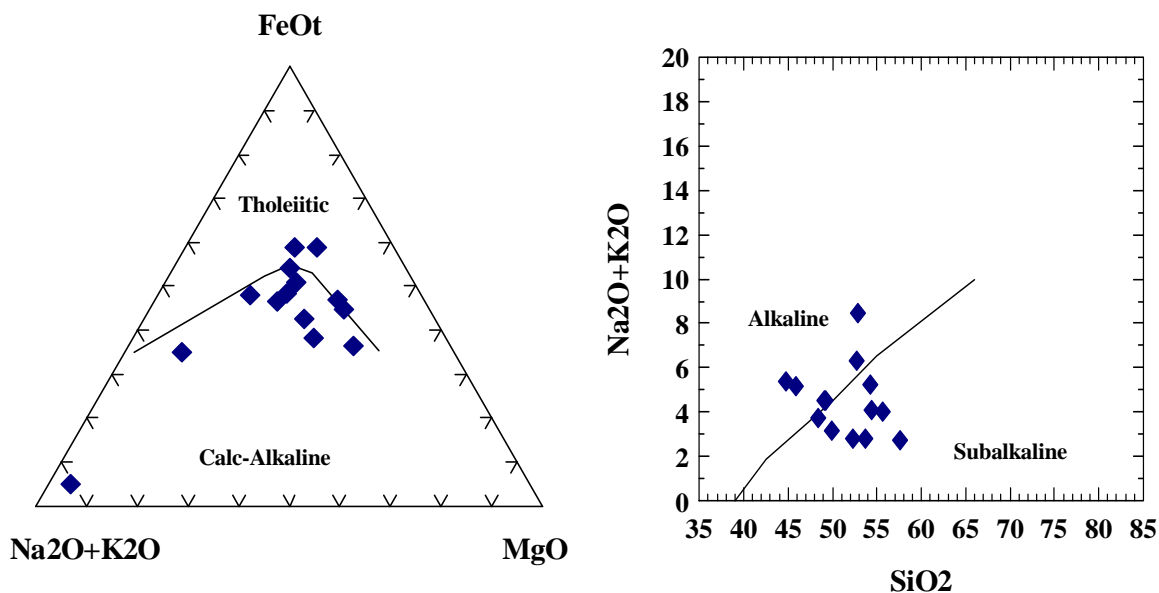 FeOt
Tholeiitic
Calc-Alkaline
Na2O+K2O
MgO
20
18
16
14
12
10
8
6
4
2
0
Na2O+K2O
Alkaline
Subalkaline
35 40 45 50 55 60 65 70 75 80 85
SiO2